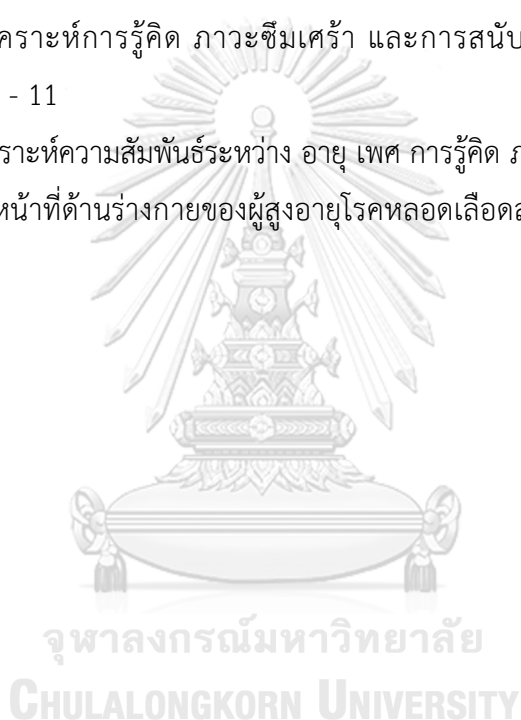 คราะห์การรู้คิด ภาวะซึมเศร้า และการสนับ
- 11
ราะห์ความสัมพันธ์ระหว่าง อายุ เพศ การรู้คิด ภ
หน้าที่ด้านร่างกายของผู้สูงอายุโรคหลอดเลือดส
จุฬาลงกรณ์มหาวิทยาลัย
CHULALONGKORN UNIVERSITY